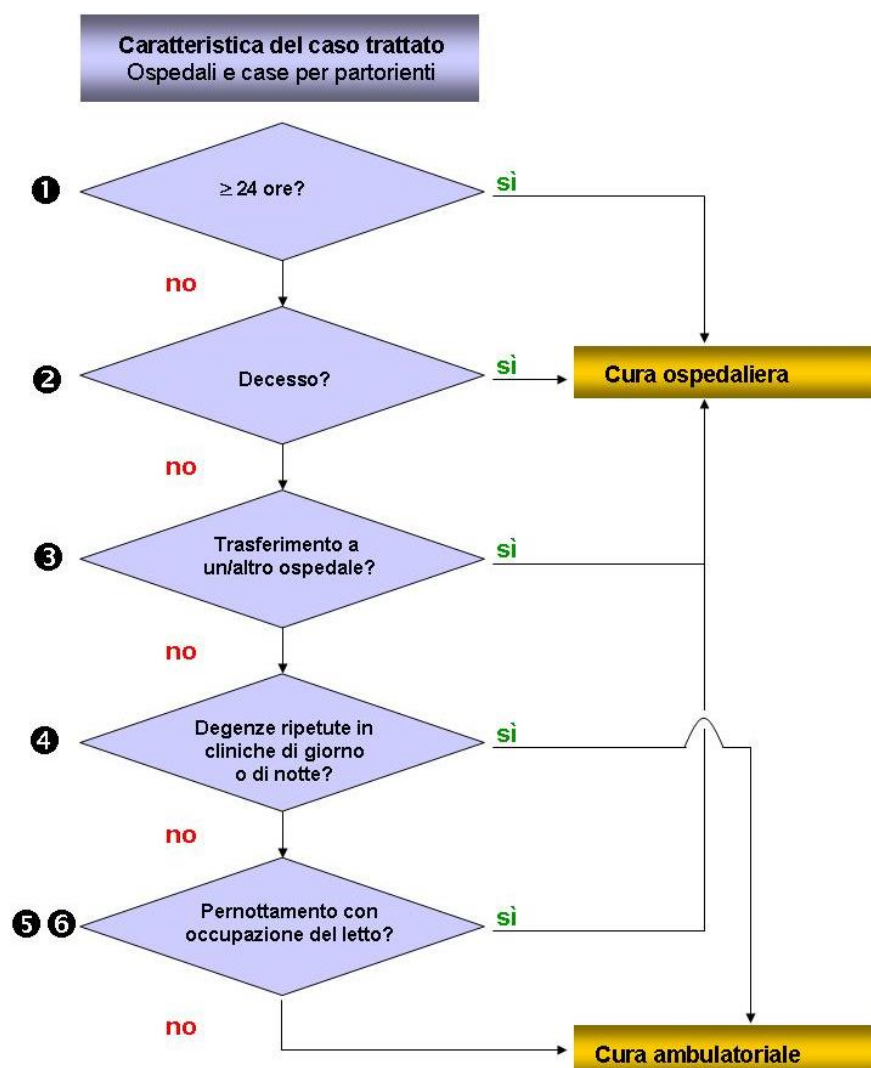 Caratteristica del caso trattato
Ospedali e case per partorienti
❶
≥ 24 ore?
sì
no
❷
Decesso?
sì
Cura ospedaliera
no
❸
Trasferimento a
un/altro ospedale?
sì
no
❹
Degenze ripetute in
cliniche di giorno
o di notte?
sì
no
❺ ❻
Pernottamento con
occupazione del letto?
sì
no
Cura ambulatoriale